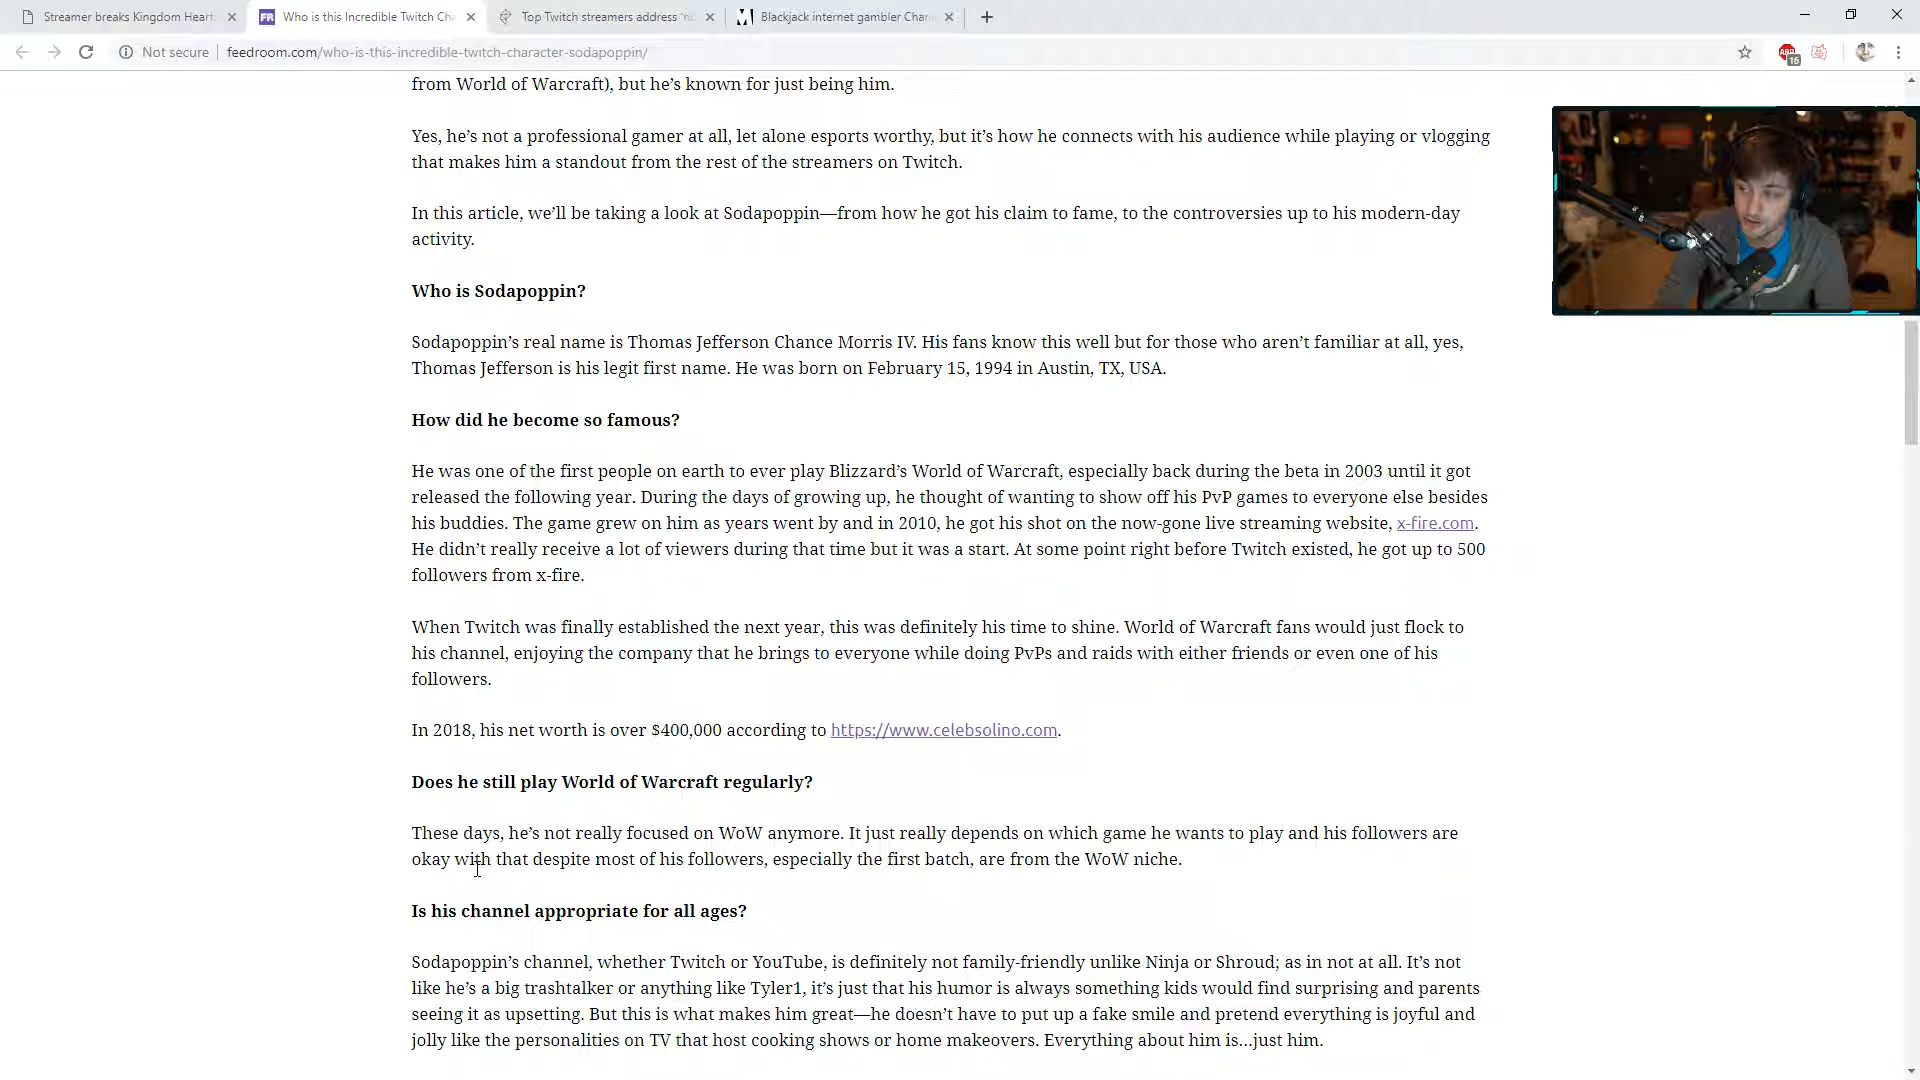 Streamer breaks Kingdom Heart
Who is this Incredible Twitch Cha
Top Twitch streamers address
Blackjack internet gambler Chan
Not secure
feedroom.com/who-is-this-incredible-twitch-character-sodapoppin/
ABP
16
from World of Warcraft), but he’s known for just being him.
Yes, he’s not a professional gamer at all, let alone esports worthy, but it’s how he connects with his audience while playing or vlogging
that makes him a standout from the rest of the streamers on Twitch.
In this article, we’ll be taking a look at Sodapoppin—from how he got his claim to fame, to the controversies up to his modern-day
activity.
Who is Sodapoppin?
Sodapoppin’s real name is Thomas Jefferson Chance Morris IV. His fans know this well but for those who aren’t familiar at all, yes,
Thomas Jefferson is his legit first name. He was born on February 15, 1994 in Austin, TX, USA.
How did he become so famous?
He was one of the first people on earth to ever play Blizzard’s World of Warcraft, especially back during the beta in 2003 until it got
released the following year. During the days of growing up, he thought of wanting to show off his PvP games to everyone else besides
his buddies. The game grew on him as years went by and in 2010, he got his shot on the now-gone live streaming website, x-fire.com.
He didn’t really receive a lot of viewers during that time but it was a start. At some point right before Twitch existed, he got up to 500
followers from x-fire.
When Twitch was finally established the next year, this was definitely his time to shine. World of Warcraft fans would just flock to
his channel, enjoying the company that he brings to everyone while doing PvPs and raids with either friends or even one of his
followers.
In 2018, his net worth is over $400,000 according to https://www.celebsolino.com.
Does he still play World of Warcraft regularly?
These days, he’s not really focused on WoW anymore. It just really depends on which game he wants to play and his followers are
okay with that despite most of his followers, especially the first batch, are from the WoW niche.
Is his channel appropriate for all ages?
Sodapoppin’s channel, whether Twitch or YouTube, is definitely not family-friendly unlike Ninja or Shroud; as in not at all. It’s not
like he’s a big trashtalker or anything like Tyler1, it’s just that his humor is always something kids would find surprising and parents
seeing it as upsetting. But this is what makes him great—he doesn’t have to put up a fake smile and pretend everything is joyful and
jolly like the personalities on TV that host cooking shows or home makeovers. Everything about him is...just him.